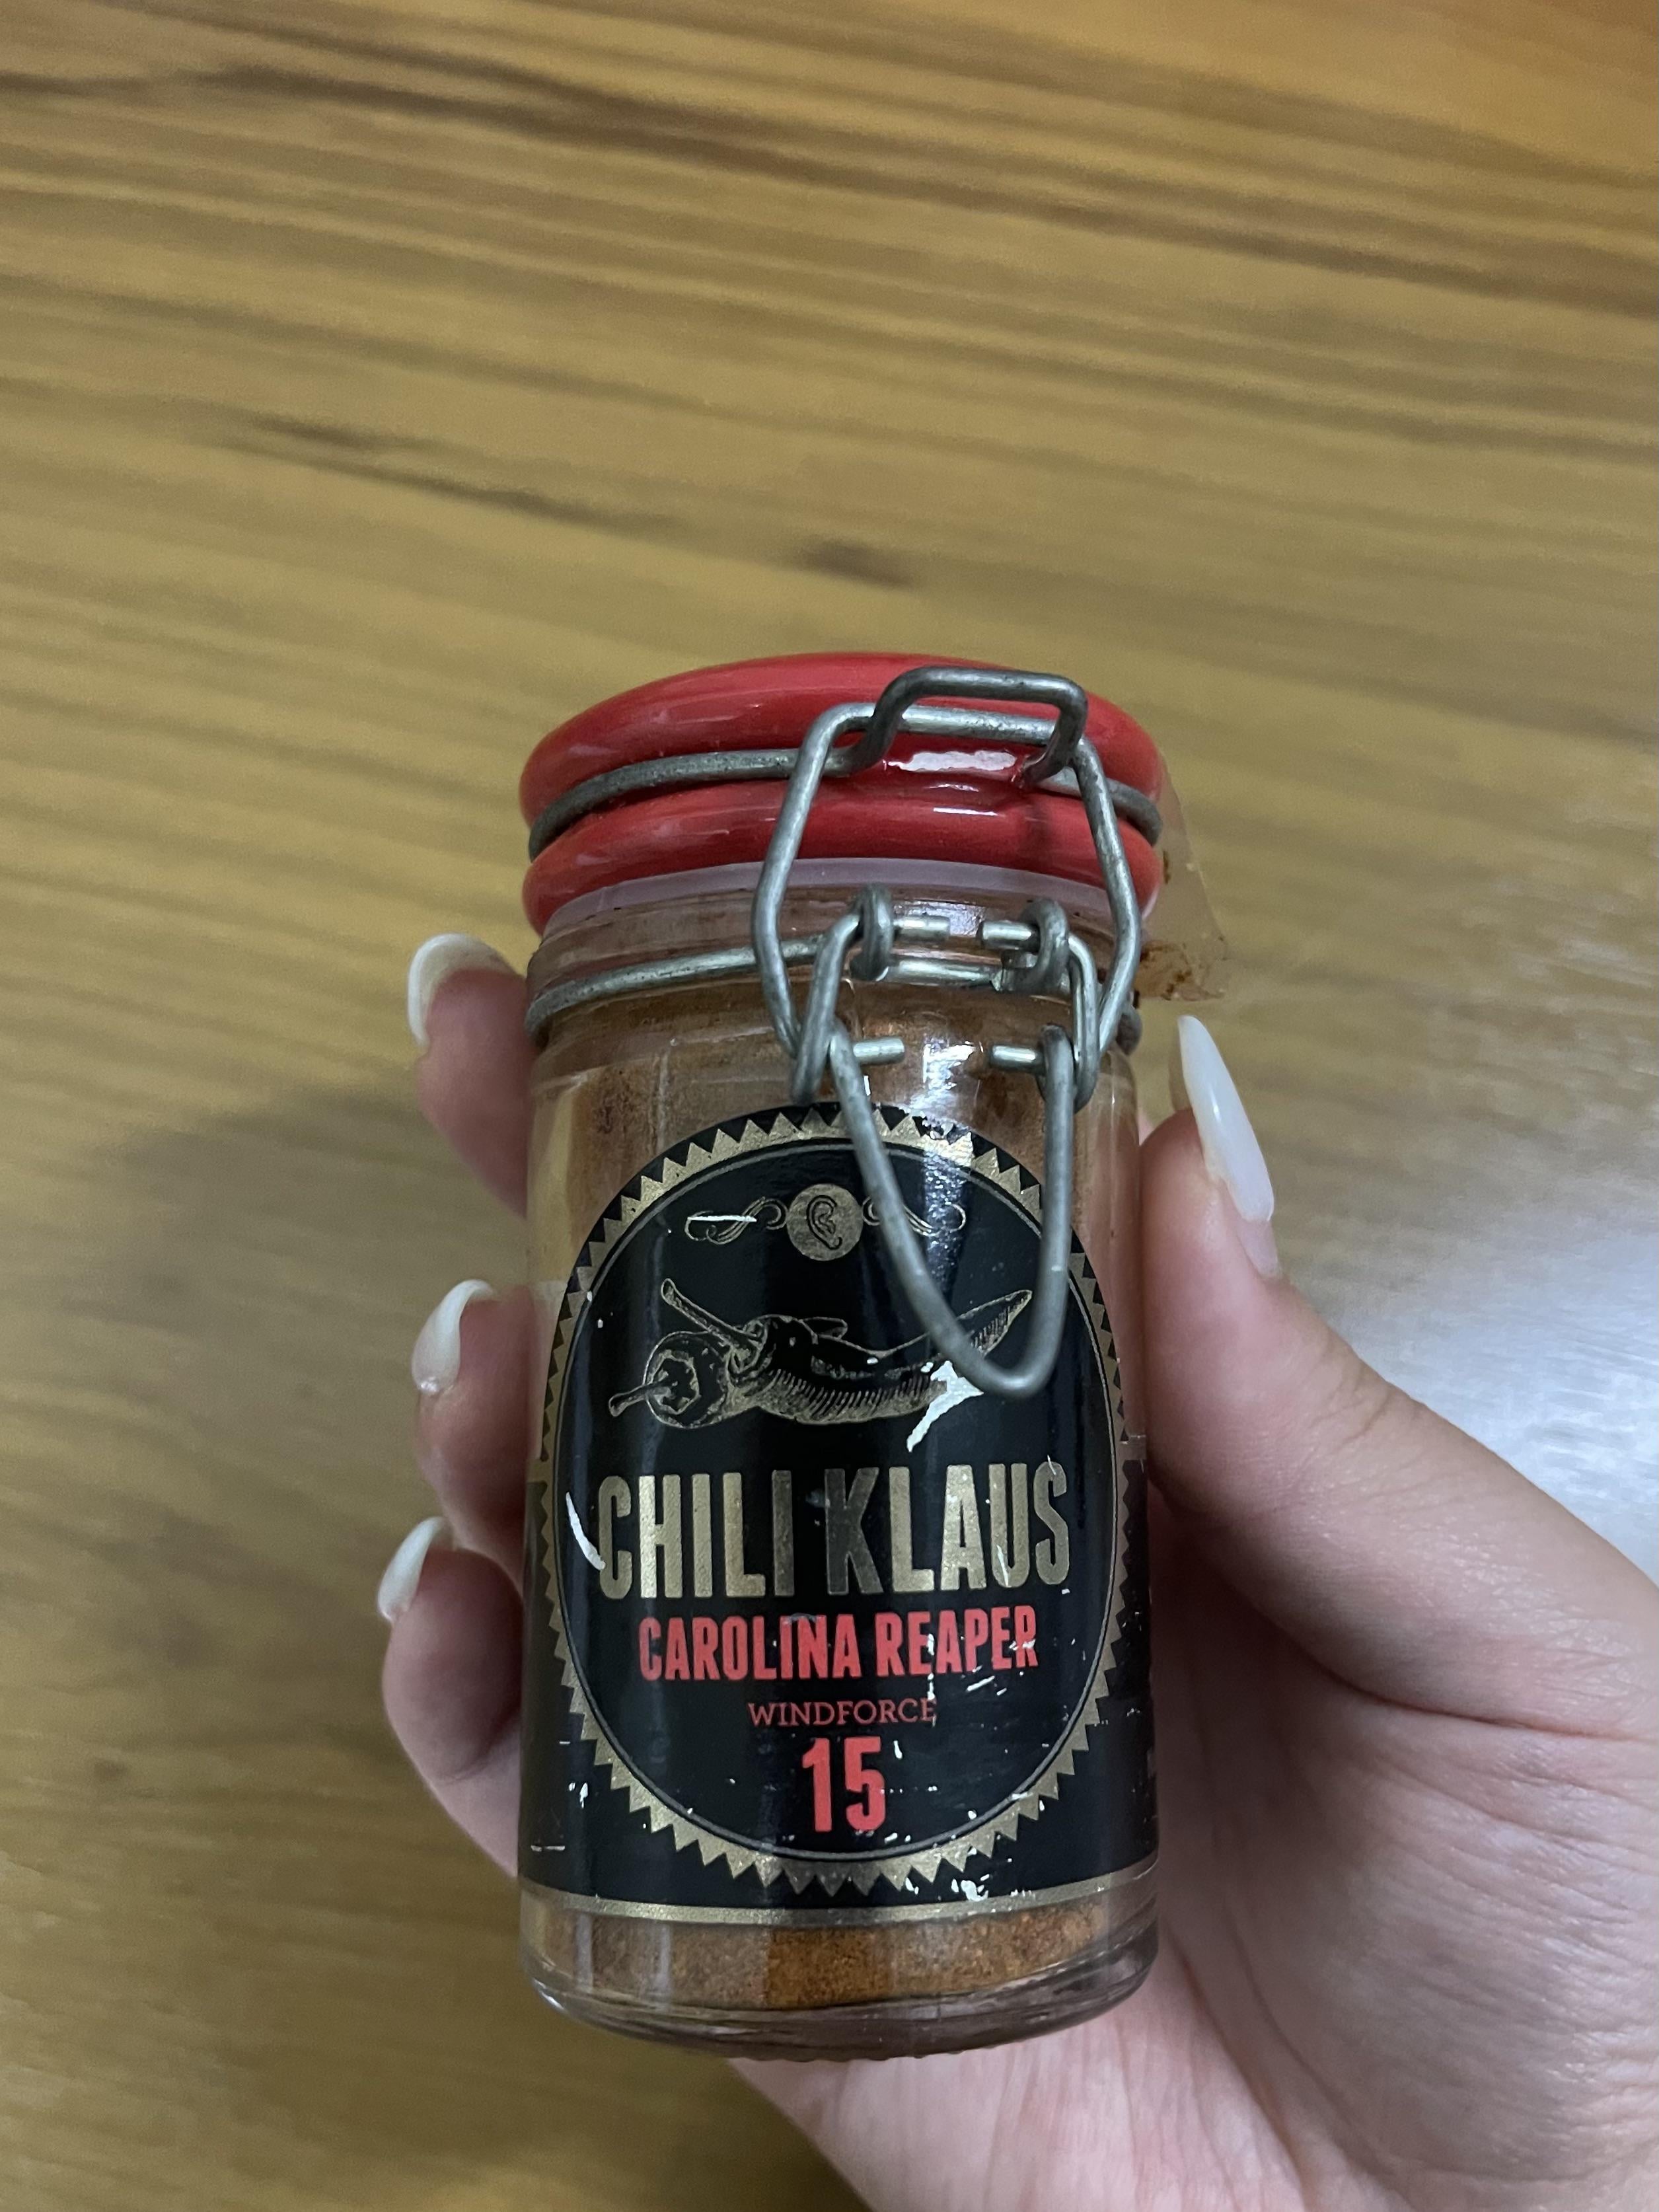 CHILI KLAUS
CAROLINA REAPER
WINDFORCE
15